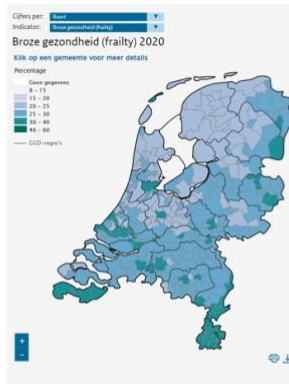 Cijfers per: Buurt
Indicator: Broze gezondheid (frailty)
Broze gezondheid (frailty) 2020
Klik op een gemeente voor meer details
Percentage
Geen gegevens
8 - 15
15 - 20
20 - 25
25 - 30
30 - 40
40 - 60
GGD-regio's
+
-